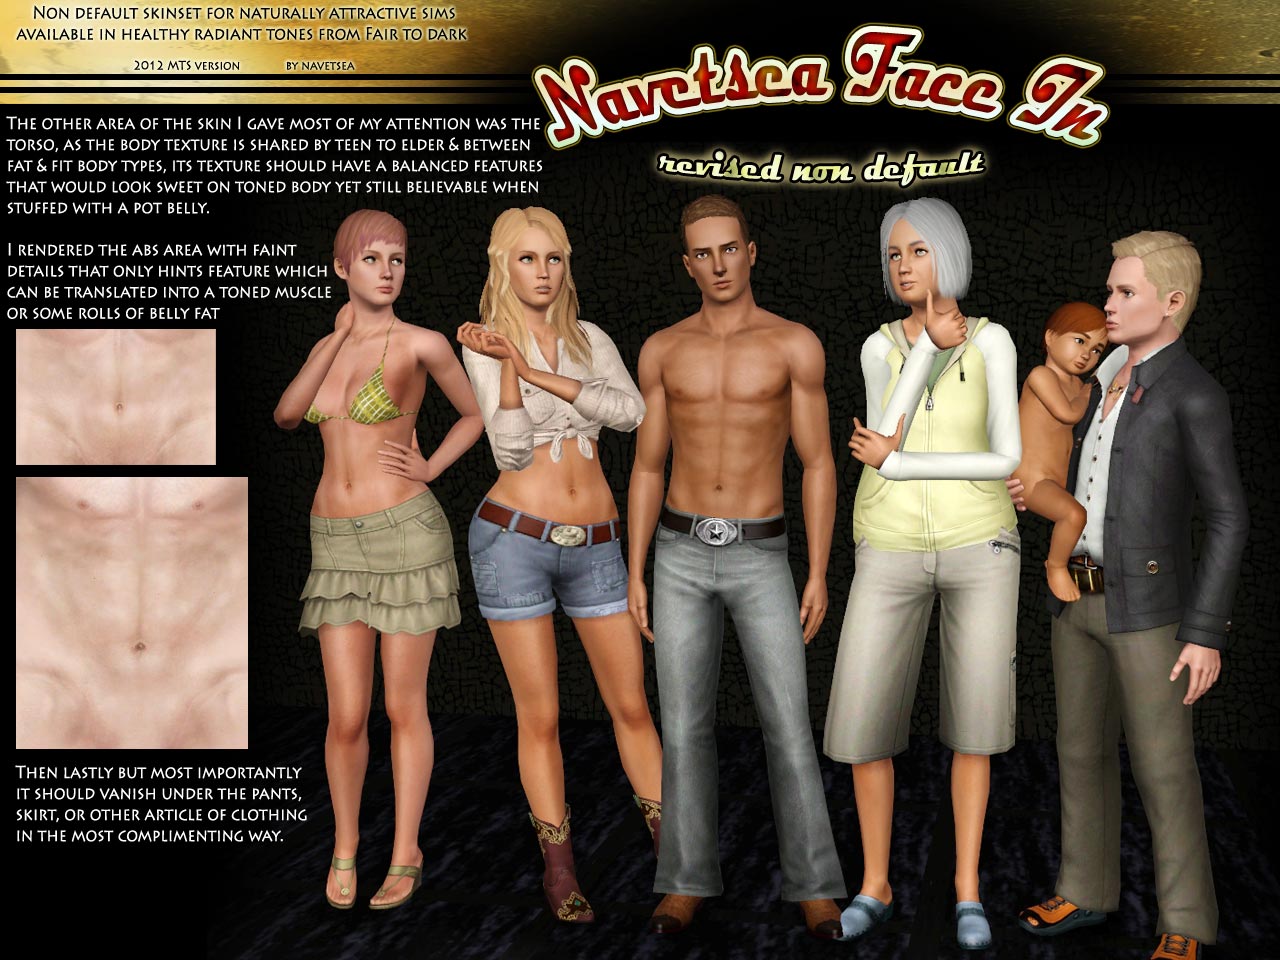 Non default skinset for naturally attractive sims
available in healthy radiant tones from Fair to dark
2012 MTS version by navetsea
Navetsea Face In
revised non default
The other area of the skin I gave most of my attention was the
torso, as the body texture is shared by teen to elder & between
fat & fit body types, its texture should have a balanced features
that would look sweet on toned body yet still believable when
stuffed with a pot belly.
I rendered the abs area with faint
details that only hints feature which
can be translated into a toned muscle
or some rolls of belly fat
Then lastly but most importantly
it should vanish under the pants,
skirt, or other article of clothing
in the most complimenting way.